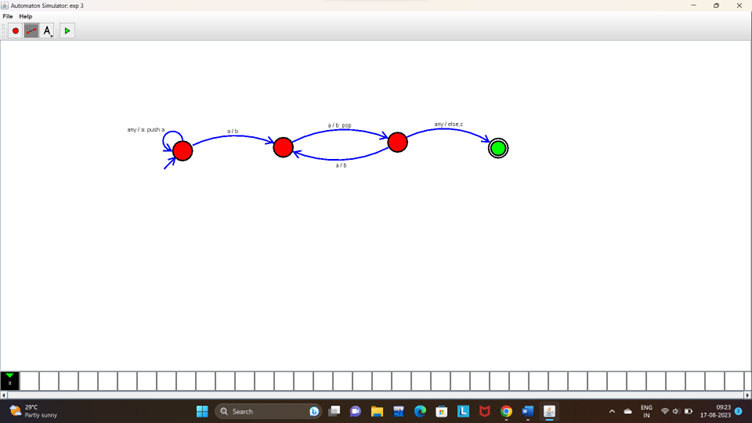 Automaton Simulator: exp 3
File Help
A
any / a: push a
a / b
a / b: pop
a / b
any / else,c
29°C
Partly sunny
Search
ENG
IN
09:23
17-08-2023